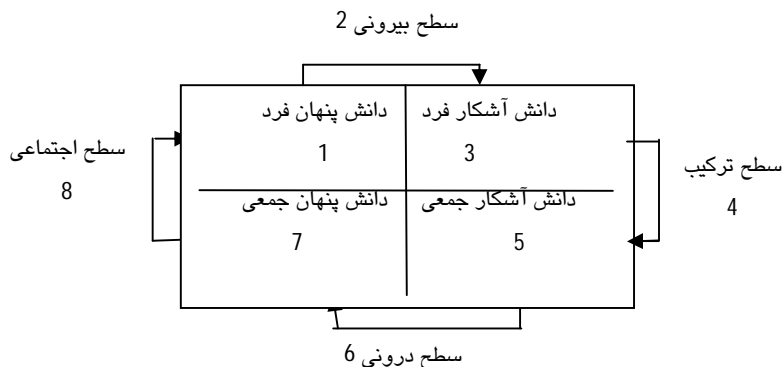 سطح بیرونی 2
دانش پنهان فرد
1
دانش آشکار فرد
3
سطح اجتماعی
8
سطح ترکیب
4
دانش پنهان جمعی
7
دانش آشکار جمعی
5
سطح درونی 6